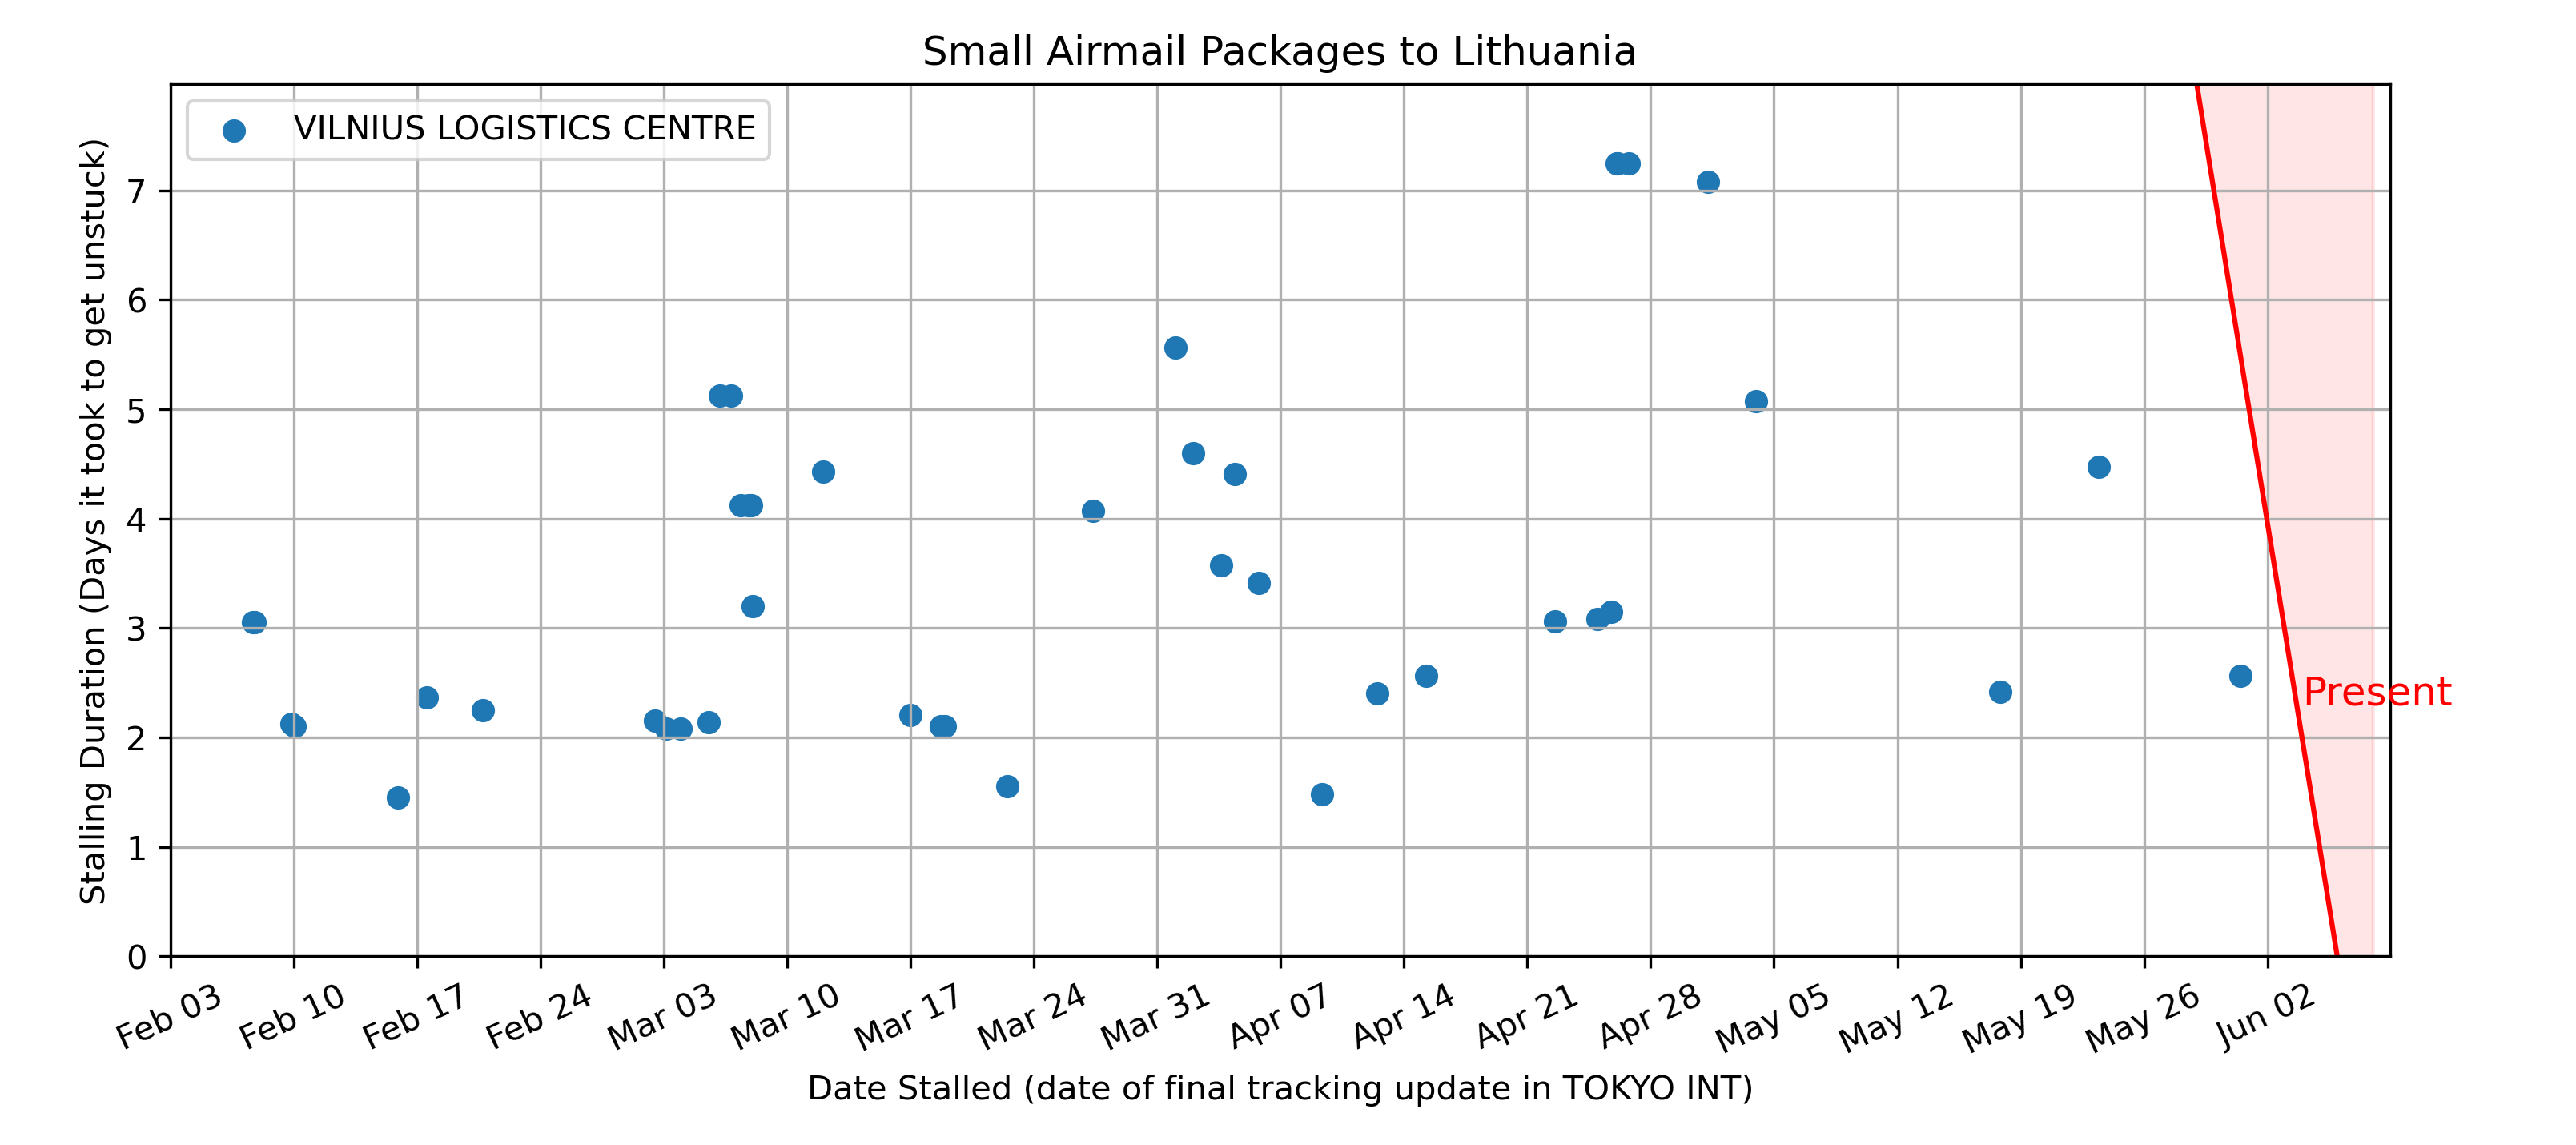 Small Airmail Packages to Lithuania
VILNIUS LOGISTICS CENTRE
Stalling Duration (Days it took to get unstuck)
7
6
5
4
3
2
1
0
Present
Feb 03
Feb 10
Feb 17
Feb 24
Mar 03
Mar 10
Mar 17
Mar 24
Mar 31
Apr 07
Apr 14
Apr 21
Apr 28
May 05
May 12
May 19
May 26
Jun 02
Date Stalled (date of final tracking update in TOKYO INT)